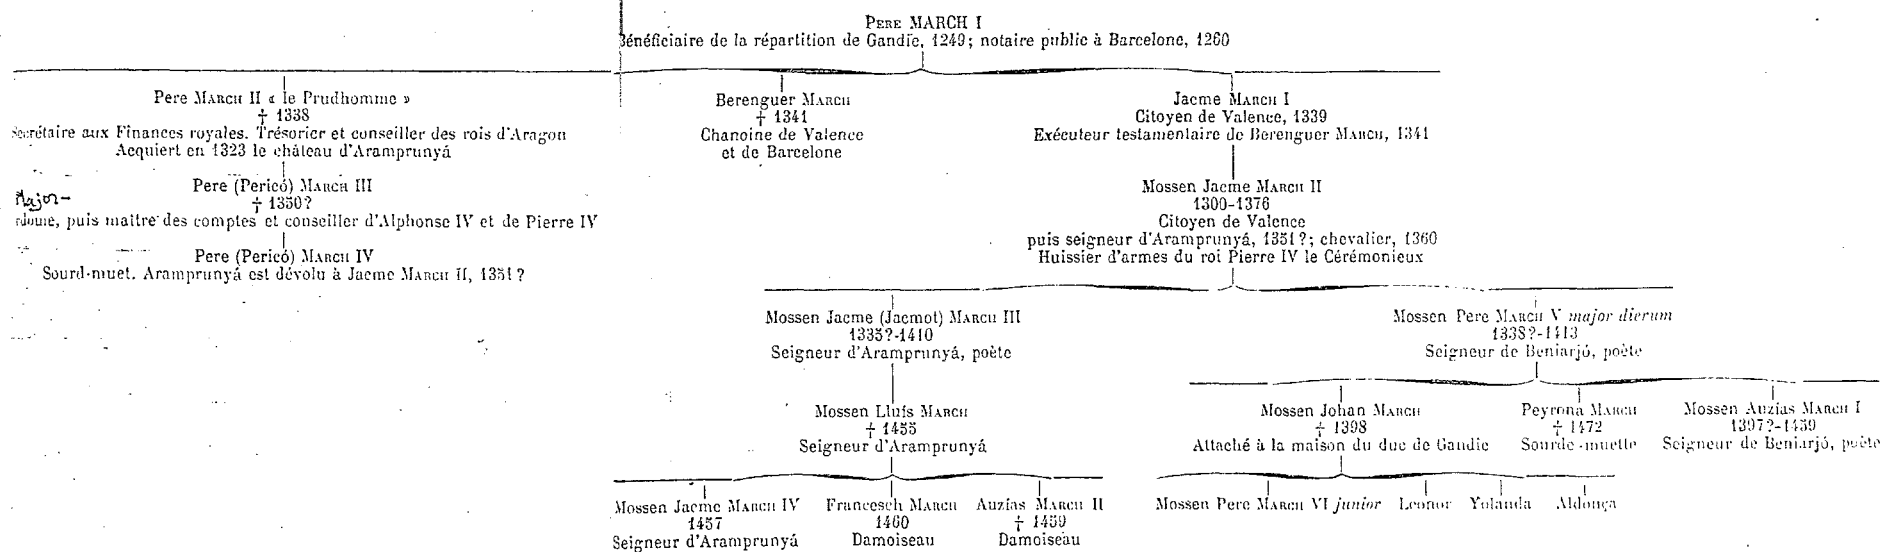 PERE MARCH I
Bénéficiaire de la répartition de Gandie, 1249; notaire public à Barcelone, 1260
Pere MARCH II « le Prudhomme »
† 1338
Secrétaire aux Finances royales. Trésorier et conseiller des rois d'Aragon
Acquiert en 1323 le château d'Aramprunyá
Berenguer MARCH
† 1341
Chanoine de Valence
et de Barcelone
Jacme MARCH I
Citoyen de Valence, 1339
Exécuteur testamentaire de Berenguer MARCH, 1341
Pere (Pericó) MARCH III
† 1350?
Major-
dome, puis maître des comptes et conseiller d'Alphonse IV et de Pierre IV
Pere (Pericó) MARCH IV
Sourd-muet. Aramprunyá est dévolu à Jacme MARCH II, 1351?
Mossen Jacme MARCH II
1300-1376
Citoyen de Valence
puis seigneur d'Aramprunyá, 1351?; chevalier, 1360
Huissier d'armes du roi Pierre IV le Cérémonieux
Mossen Jacme (Jacmot) MARCH III
1335?-1410
Seigneur d'Aramprunyá, poète
Mossen Pere MARCH V major dierum
1338?-1413
Seigneur de Beniarjó, poète
Mossen Lluís MARCH
† 1455
Seigneur d'Aramprunyá
Mossen Johan MARCH
† 1398
Attaché à la maison du duc de Gandie
Peyrona MARCH
† 1472
Sourde-muette
Mossen Auzias MARCH I
1397?-1459
Seigneur de Beniarjó, poète
Mossen Jacme MARCH IV
1457
Seigneur d'Aramprunyá
Francesch MARCH
1460
Damoiseau
Auzias MARCH II
† 1459
Damoiseau
Mossen Pere MARCH VI junior
Leonor
Yolanda
Aldonça